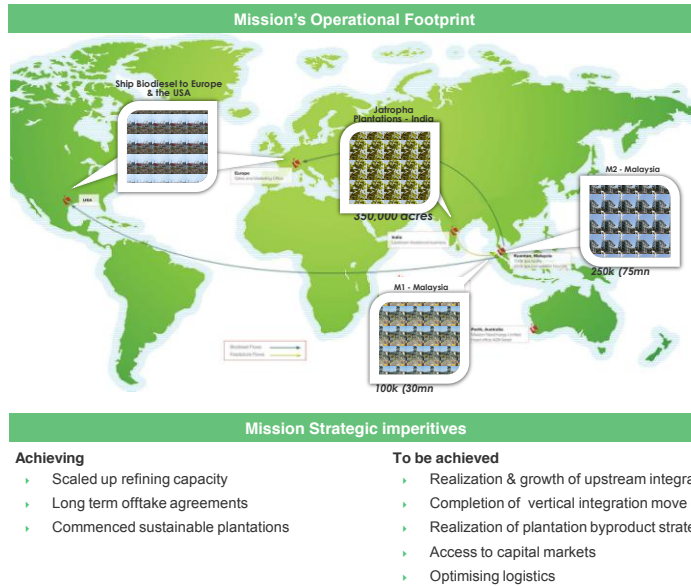 Mission's Operational Footprint
Ship Biodiesel to Europe
& the USA
Jatropha
Plantations - India
350,000 acres
M2 - Malaysia
250k (75mn
M1 - Malaysia
100k (30mn
Europe
USA
India
Kuantan, Malaysia
Perth, Australia
Biodiesel Flows
Feedstock Flows
Mission Strategic imperitives
Achieving
Scaled up refining capacity
Long term offtake agreements
Commenced sustainable plantations
To be achieved
Realization & growth of upstream integra
Completion of vertical integration move
Realization of plantation byproduct strate
Access to capital markets
Optimising logistics